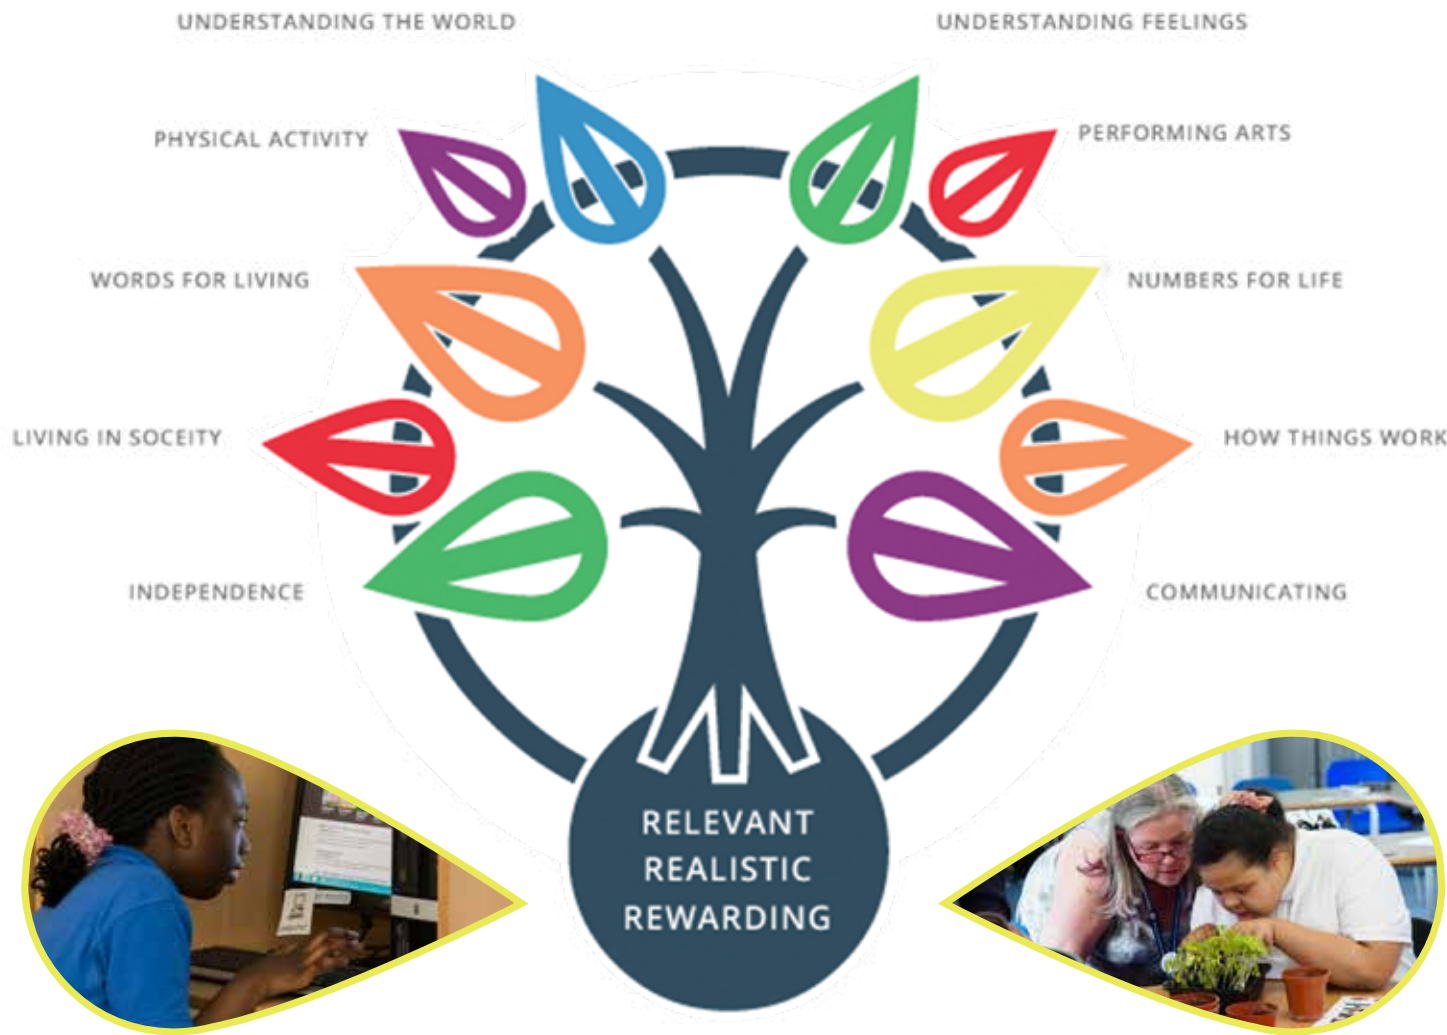 UNDERSTANDING THE WORLD
UNDERSTANDING FEELINGS
PHYSICAL ACTIVITY
PERFORMING ARTS
WORDS FOR LIVING
NUMBERS FOR LIFE
LIVING IN SOCEITY
HOW THINGS WORK
INDEPENDENCE
COMMUNICATING
RELEVANT
REALISTIC
REWARDING